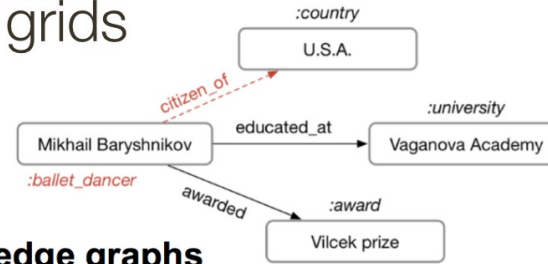 grids
:country
U.S.A.
citizen_of
:university
educated_at
Mikhail Baryshnikov
Vaganova Academy
:ballet_dancer
awarded
:award
Vilcek prize
edge graphs